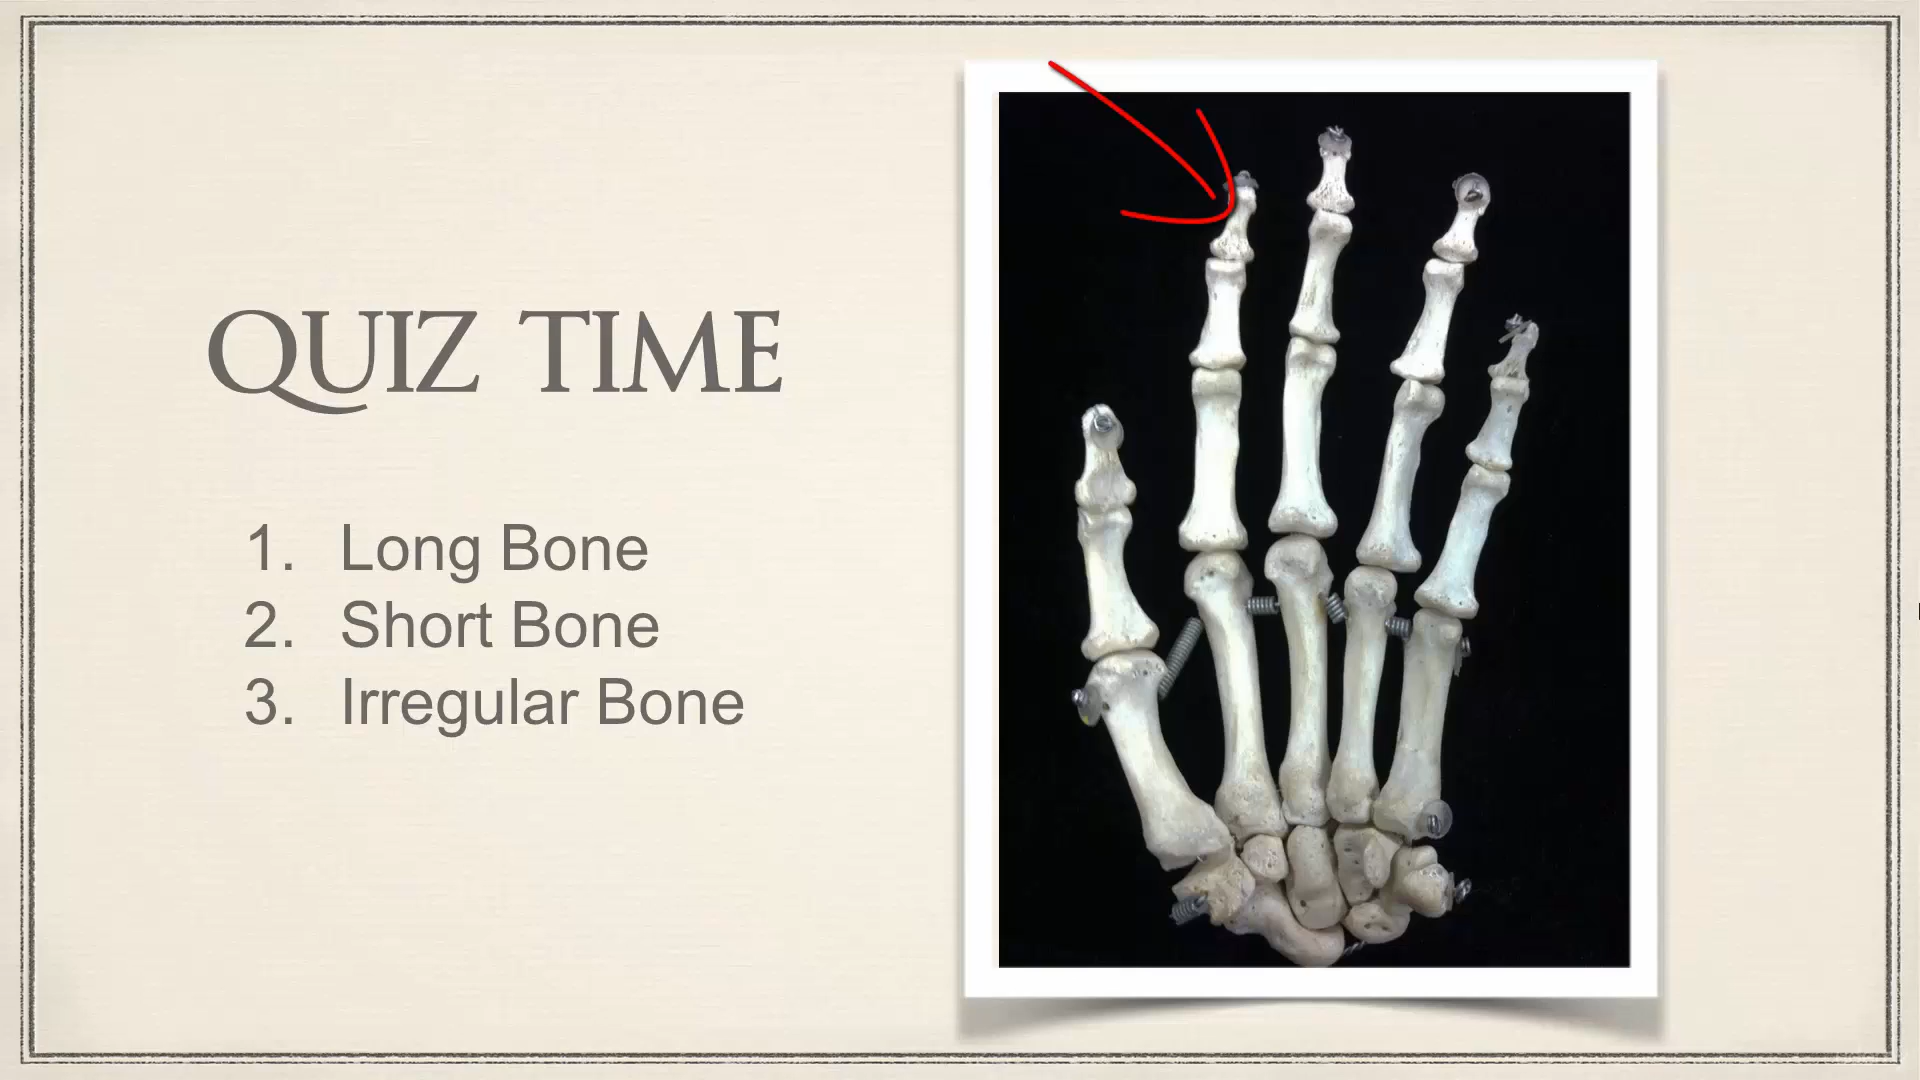 QUIZ TIME
1. Long Bone
2. Short Bone
3. Irregular Bone